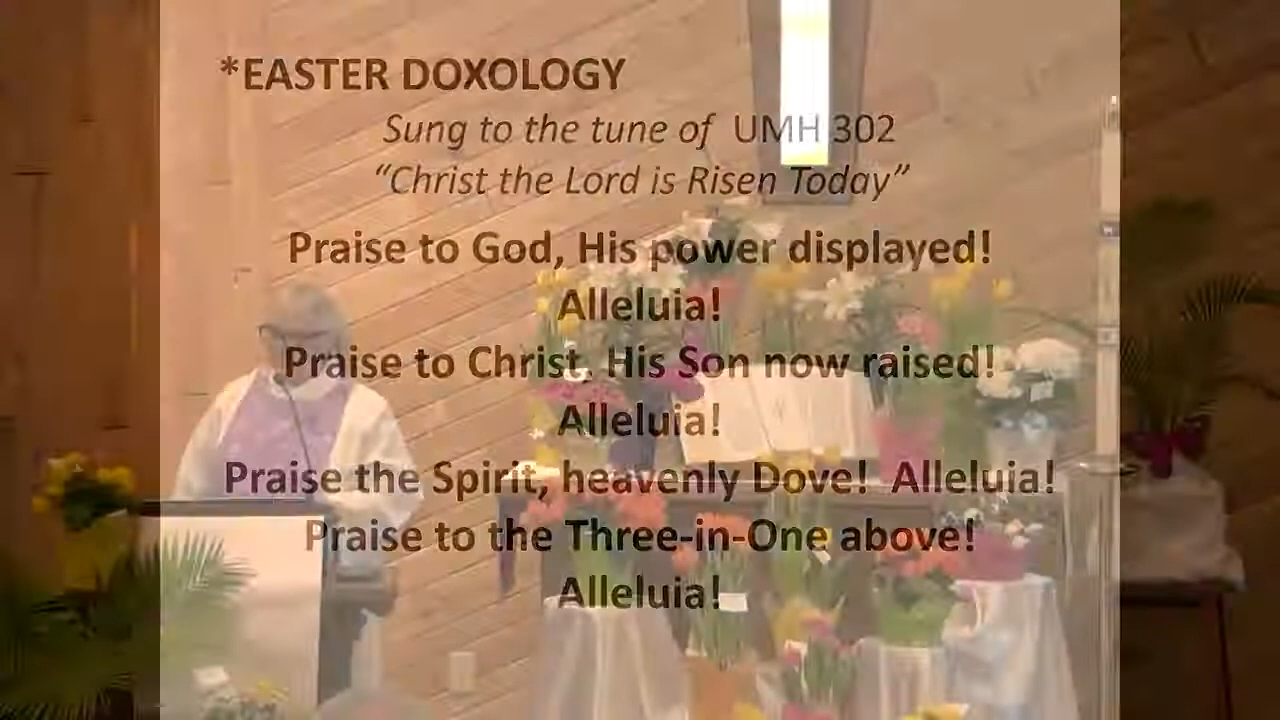 *EASTER DOXOLOGY
Sung to the tune of UMH 302
“Christ the Lord is Risen Today”
Praise to God, His power displayed!
Alleluia!
Praise to Christ, His Son now raised!
Alleluia!
Praise the Spirit, heavenly Dove! Alleluia!
Praise to the Three-in-One above!
Alleluia!